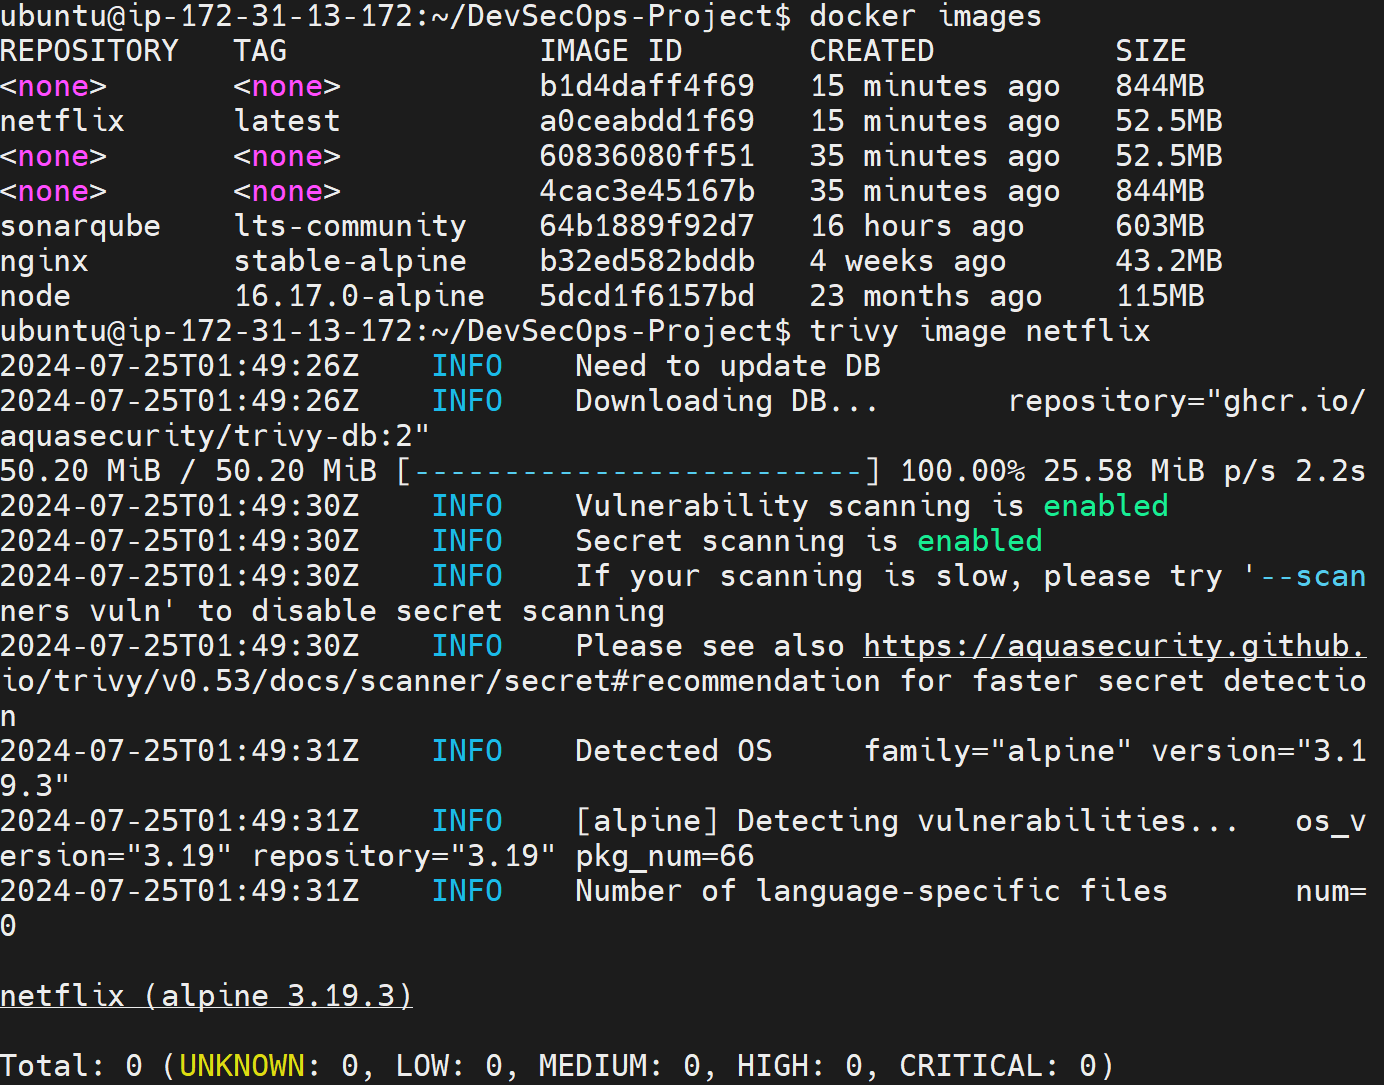 ubuntu@ip-172-31-13-172:~/DevSecOps-Project$ docker images
REPOSITORY   TAG              IMAGE ID       CREATED          SIZE
<none>       <none>           b1d4daff4f69   15 minutes ago   844MB
netflix      latest           a0ceabdd1f69   15 minutes ago   52.5MB
<none>       <none>           60836080ff51   35 minutes ago   52.5MB
<none>       <none>           4cac3e45167b   35 minutes ago   844MB
sonarqube    lts-community    64b1889f92d7   16 hours ago     603MB
nginx        stable-alpine    b32ed582bddb   4 weeks ago      43.2MB
node         16.17.0-alpine   5dcd1f6157bd   23 months ago    115MB
ubuntu@ip-172-31-13-172:~/DevSecOps-Project$ trivy image netflix
2024-07-25T01:49:26Z    INFO    Need to update DB
2024-07-25T01:49:26Z    INFO    Downloading DB...       repository="ghcr.io/
aquasecurity/trivy-db:2"
50.20 MiB / 50.20 MiB [-------------------------] 100.00% 25.58 MiB p/s 2.2s
2024-07-25T01:49:30Z    INFO    Vulnerability scanning is enabled
2024-07-25T01:49:30Z    INFO    Secret scanning is enabled
2024-07-25T01:49:30Z    INFO    If your scanning is slow, please try '--scan
ners vuln' to disable secret scanning
2024-07-25T01:49:30Z    INFO    Please see also https://aquasecurity.github.
io/trivy/v0.53/docs/scanner/secret#recommendation for faster secret detectio
n
2024-07-25T01:49:31Z    INFO    Detected OS     family="alpine" version="3.1
9.3"
2024-07-25T01:49:31Z    INFO    [alpine] Detecting vulnerabilities...   os_v
ersion="3.19" repository="3.19" pkg_num=66
2024-07-25T01:49:31Z    INFO    Number of language-specific files       num=
0
netflix (alpine 3.19.3)
Total: 0 (UNKNOWN: 0, LOW: 0, MEDIUM: 0, HIGH: 0, CRITICAL: 0)